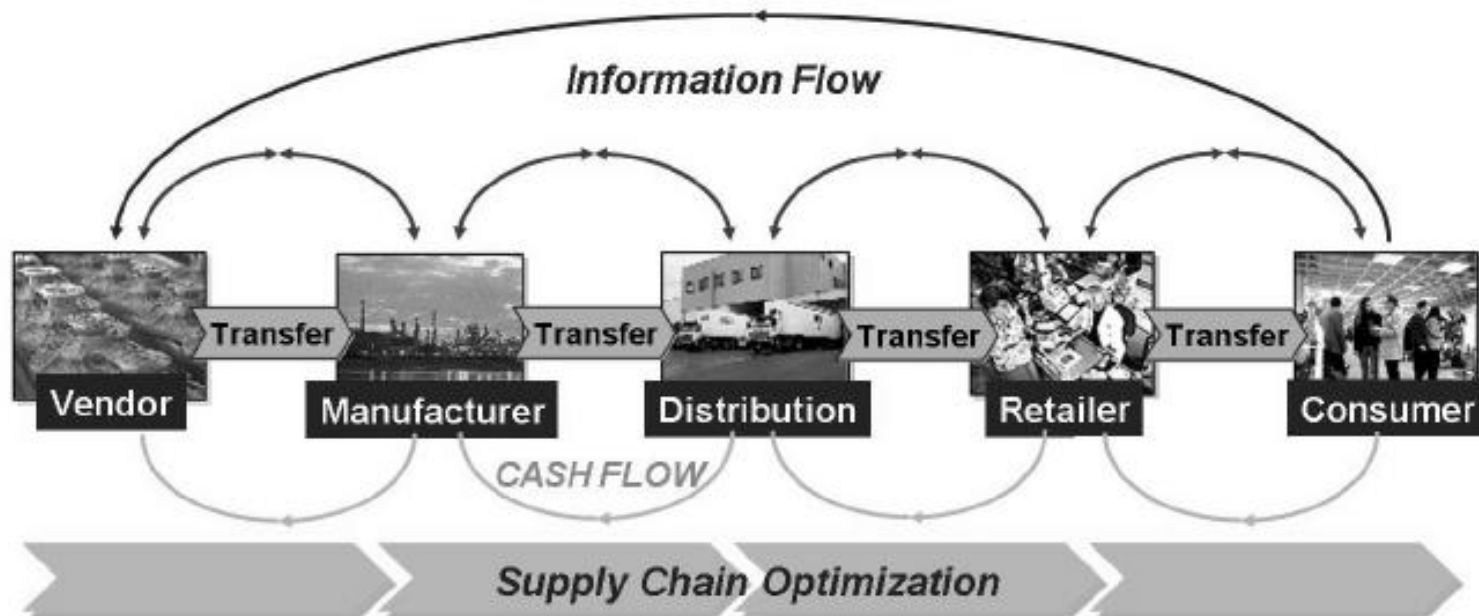 Information Flow
Transfer
Transfer
Transfer
Transfer
Vendor
Manufacturer
Distribution
Retailer
Consumer
CASH FLOW
Supply Chain Optimization